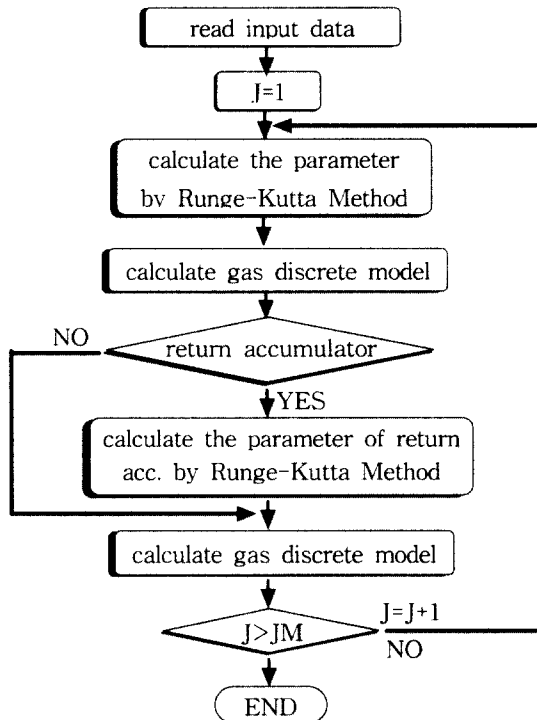 read input data
J=1
calculate the parameter
by Runge-Kutta Method
calculate gas discrete model
return accumulator
NO
YES
calculate the parameter of return
acc. by Runge-Kutta Method
calculate gas discrete model
J>JM
J=J+1
NO
END